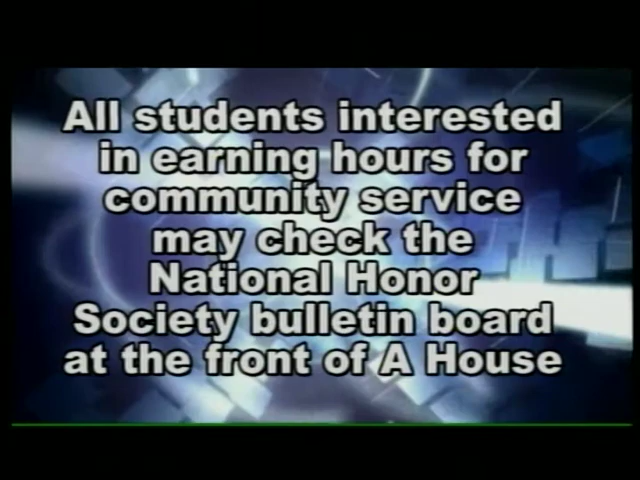 All students interested
in earning hours for
community service
may check the
National Honor
Society bulletin board
at the front of A House